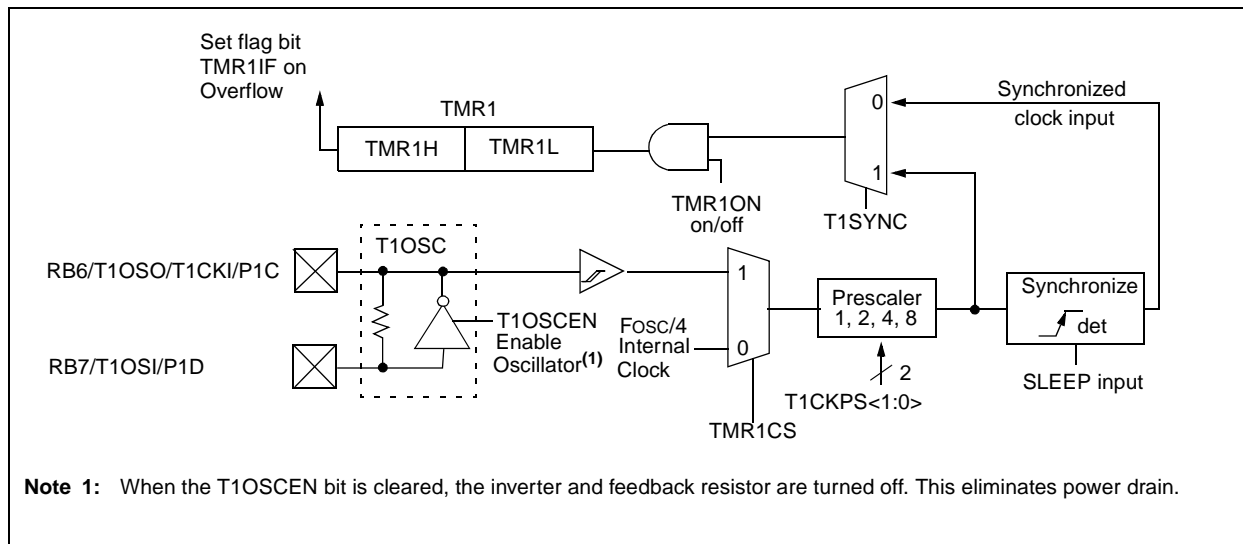 Set flag bit
TMR1IF on
Overflow
TMR1
TMR1H
TMR1L
TMR1ON
on/off
0
1
T1SYNC
Synchronized
clock input
T1OSC
RB6/T1OSO/T1CKI/P1C
RB7/T1OSI/P1D
T1OSCEN
Enable
Oscillator(1)
FOSC/4
Internal
Clock
1
0
TMR1CS
Prescaler
1, 2, 4, 8
2
T1CKPS<1:0>
Synchronize
det
SLEEP input
Note 1: When the T1OSCEN bit is cleared, the inverter and feedback resistor are turned off. This eliminates power drain.